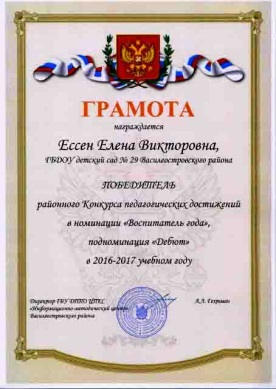 ГРАМОТА
награждается
Ессен Елена Викторовна,
ГБДОУ детский сад № 29 Василеостровского района
ПОБЕДИТЕЛЬ
районного Конкурса педагогических достижений
в номинации «Воспитатель года»,
подноминация «Дебют»
в 2016-2017 учебном году
Директор ГБУ ДППО ЦПКС
«Информационно-методический центр»
Василеостровского района
А.А.